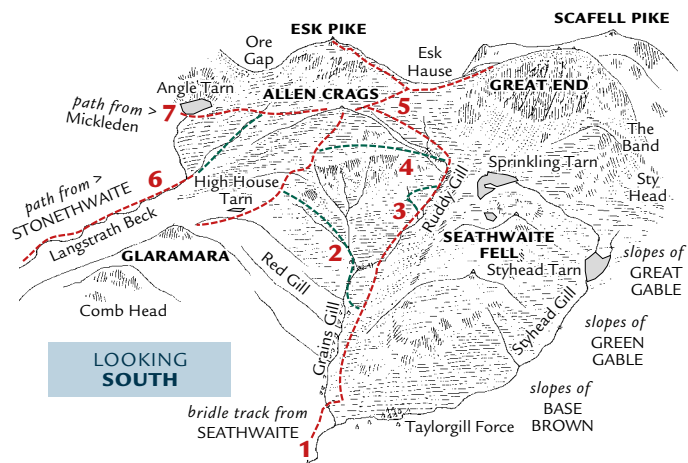 SCAFELL PIKE
ESK PIKE
Ore
Gap
Esk
Hause
Angle Tarn
ALLEN CRAGS
GREAT END
path from >
Mickleden
7
5
The
Band
6
4
Sprinkling Tarn
path from >
STONETHWAITE
High House
Tarn
Sty
Head
Ruddy Gill
3
Langstrath Beck
GLARAMARA
2
SEATHWAITE
FELL
Styhead Tarn
slopes of
GREAT
GABLE
Red Gill
Comb Head
Grains Gill
Styhead Gill
slopes of
GREEN
GABLE
LOOKING
SOUTH
slopes of
BASE
BROWN
bridle track from
SEATHWAITE
Taylorgill Force
1